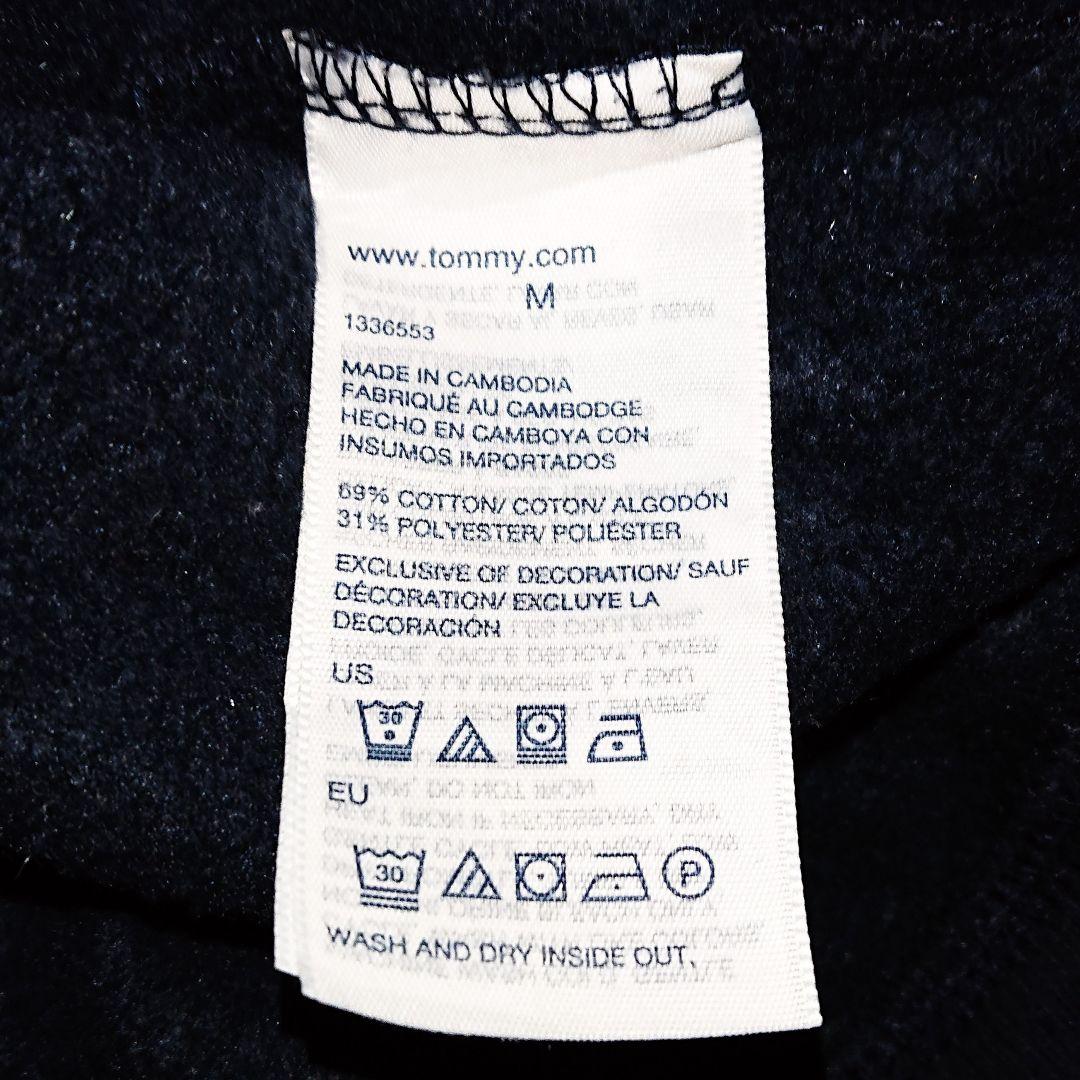 www.tommy.com
M
1336553
MADE IN CAMBODIA
FABRIQUÉ AU CAMBODGE
HECHO EN CAMBOYA CON
INSUMOS IMPORTADOS
69% COTTON/ COTON/ ALGODÓN
31% POLYESTER/ POLIÉSTER
EXCLUSIVE OF DECORATION/ SAUF
DÉCORATION/ EXCLUYE LA
DECORACIÓN
US
30
EU
30 P
WASH AND DRY INSIDE OUT,